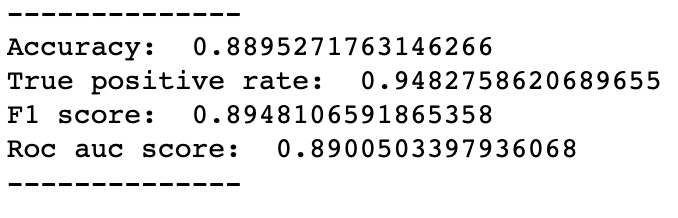 --------------
Accuracy:  0.8895271763146266
True positive rate:  0.9482758620689655
F1 score:  0.8948106591865358
Roc auc score:  0.8900503397936068
--------------